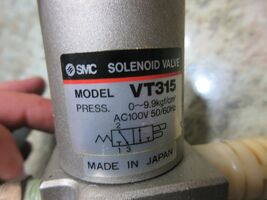 SMC SOLENOID VALVE
MODEL VT315
PRESS. 0~9.9kgf/cm²
AC100V 50/60Hz
2
1 3
MADE IN JAPAN